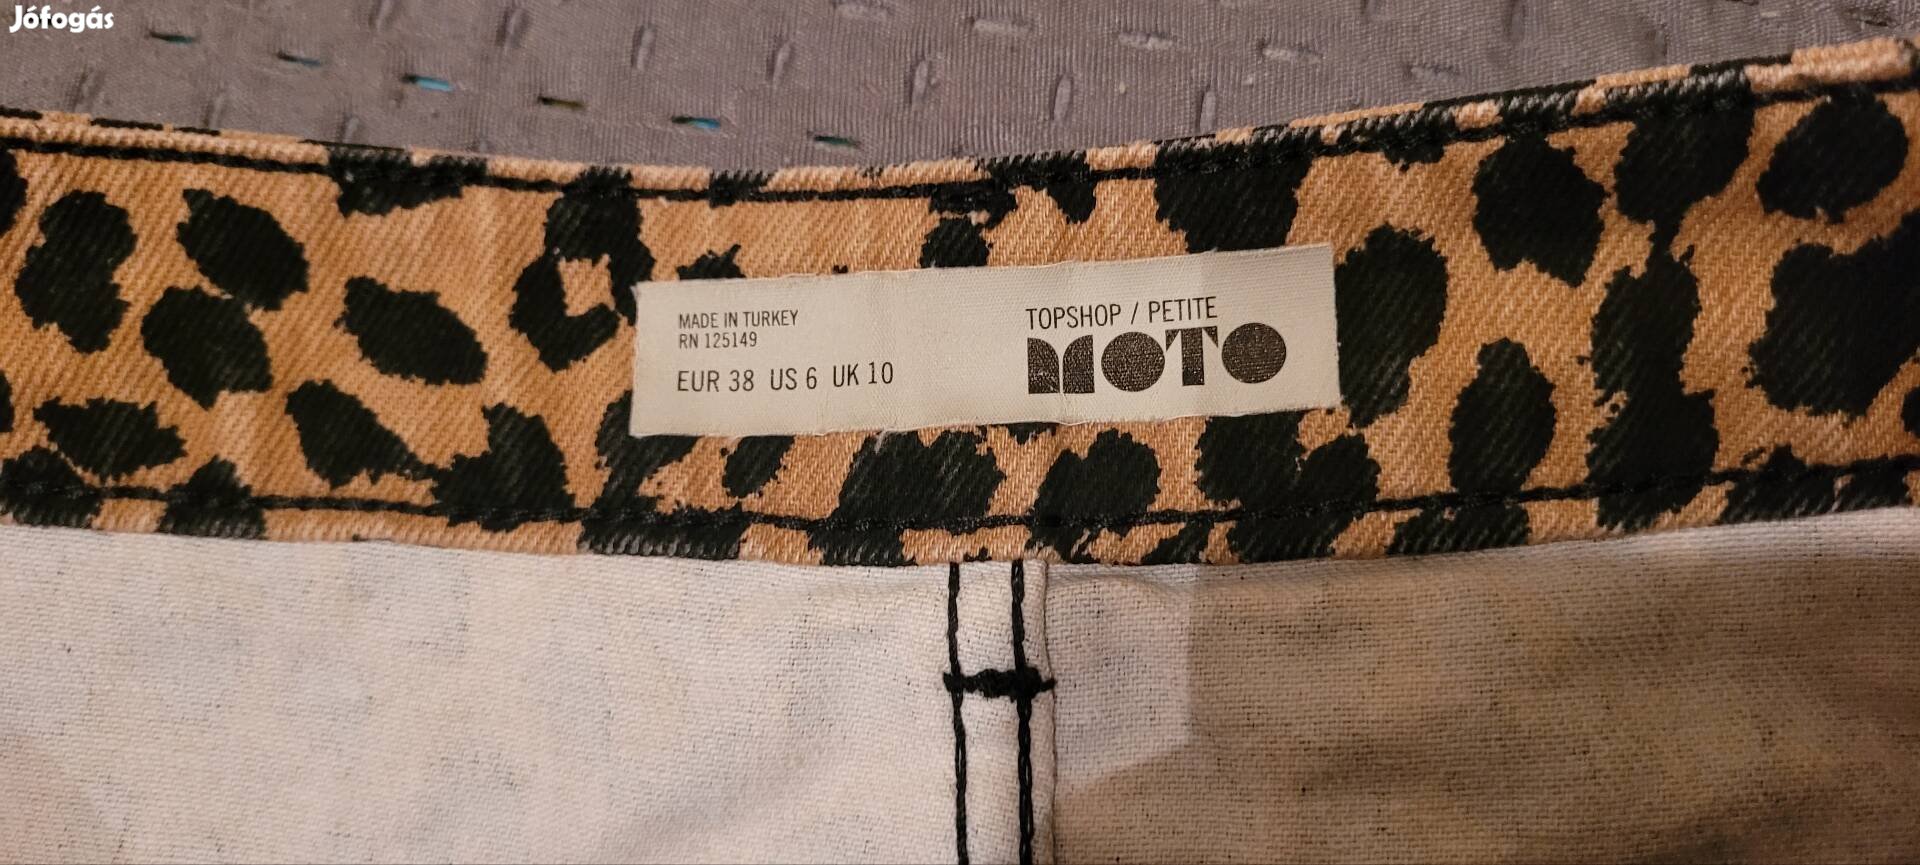 Jófogás
MADE IN TURKEY
RN 125149
EUR 38 US 6 UK 10
TOPSHOP / PETITE
MOTO